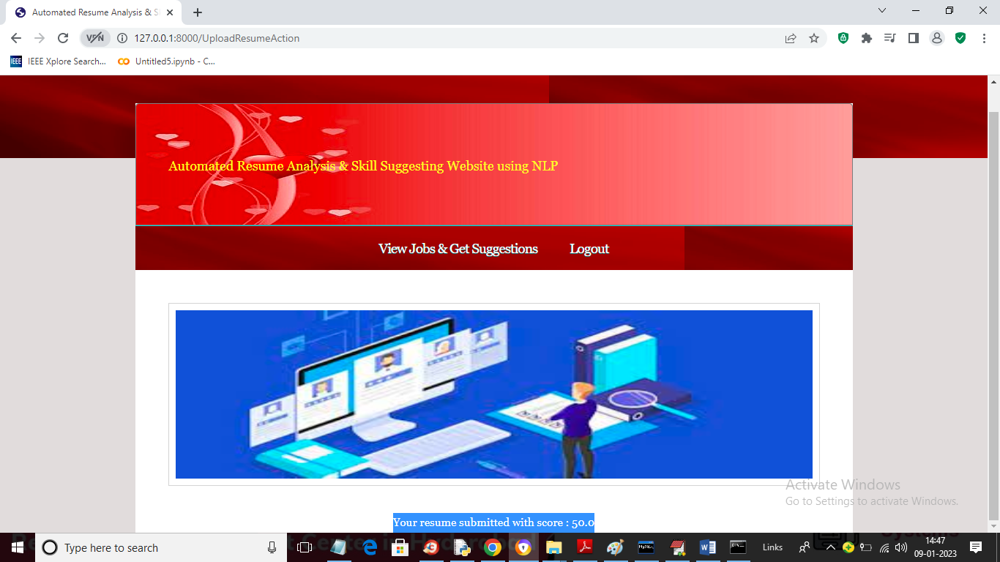 Automated Resume Analysis & S
127.0.0.1:8000/UploadResumeAction
IEEE Xplore Search...
Untitled5.ipynb - C...
Automated Resume Analysis & Skill Suggesting Website using NLP
View Jobs & Get Suggestions Logout
Activate Windows
Go to Settings to activate Windows.
Your resume submitted with score : 50.0
Type here to search
Links
14:47
09-01-2023